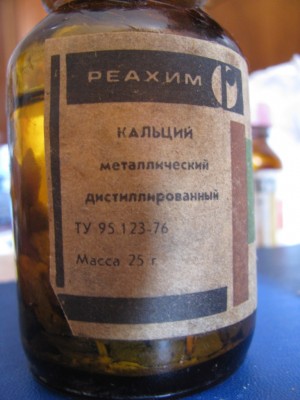 РЕАХИМ
КАЛЬЦИЙ
металлический
дистиллированный
ТУ 95.123-76
Масса 25 г.